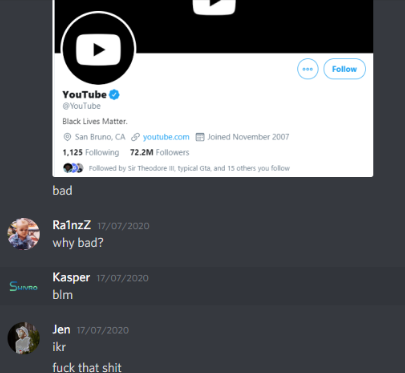 Follow
YouTube
@YouTube
Black Lives Matter.
San Bruno, CA youtube.com Joined November 2007
1,125 Following 72.2M Followers
Followed by Sir Theodore III, typical Gta, and 15 others you follow
bad
Ra1nzZ 17/07/2020
why bad?
Kasper 17/07/2020
blm
Jen 17/07/2020
ikr
fuck that shit